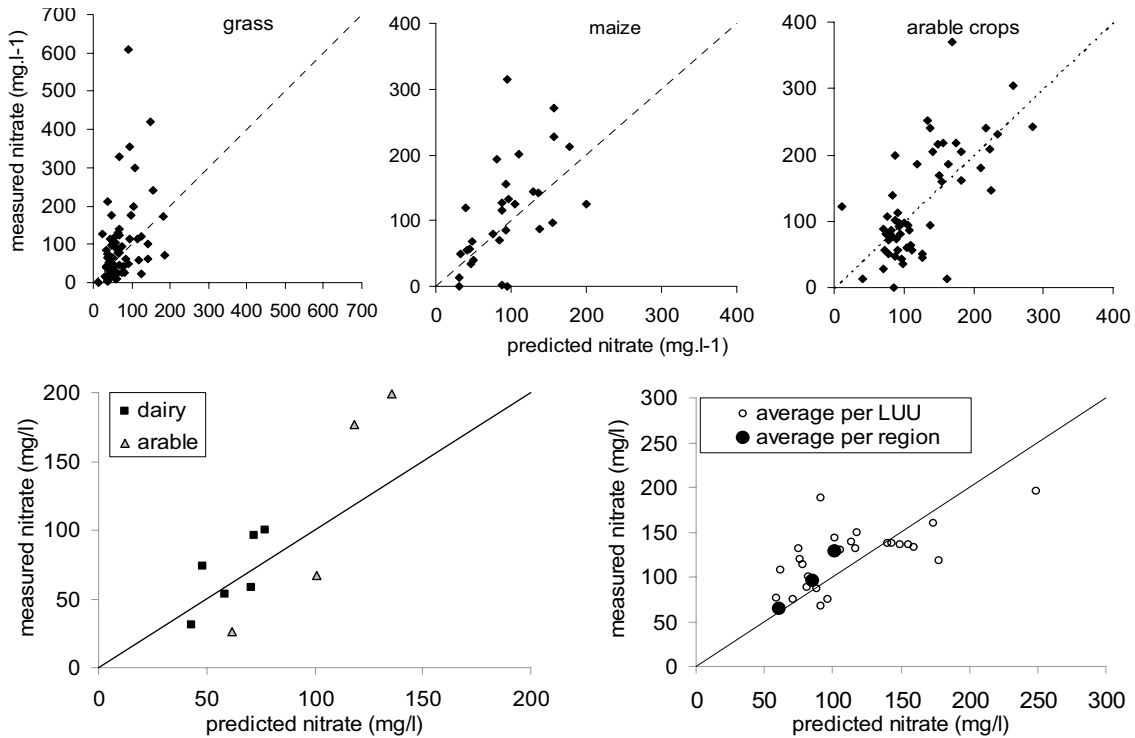 grass
measured nitrate (mg.l-1)
700
600
500
400
300
200
100
0
0 100 200 300 400 500 600 700
maize
400
300
200
100
0
0 100 200 300 400
arable crops
400
300
200
100
0
0 100 200 300 400
predicted nitrate (mg.l-1)
dairy
arable
measured nitrate (mg/l)
200
150
100
50
0
0 50 100 150 200
predicted nitrate (mg/l)
average per LUU
average per region
measured nitrate (mg/l)
300
250
200
150
100
50
0
0 50 100 150 200 250 300
predicted nitrate (mg/l)